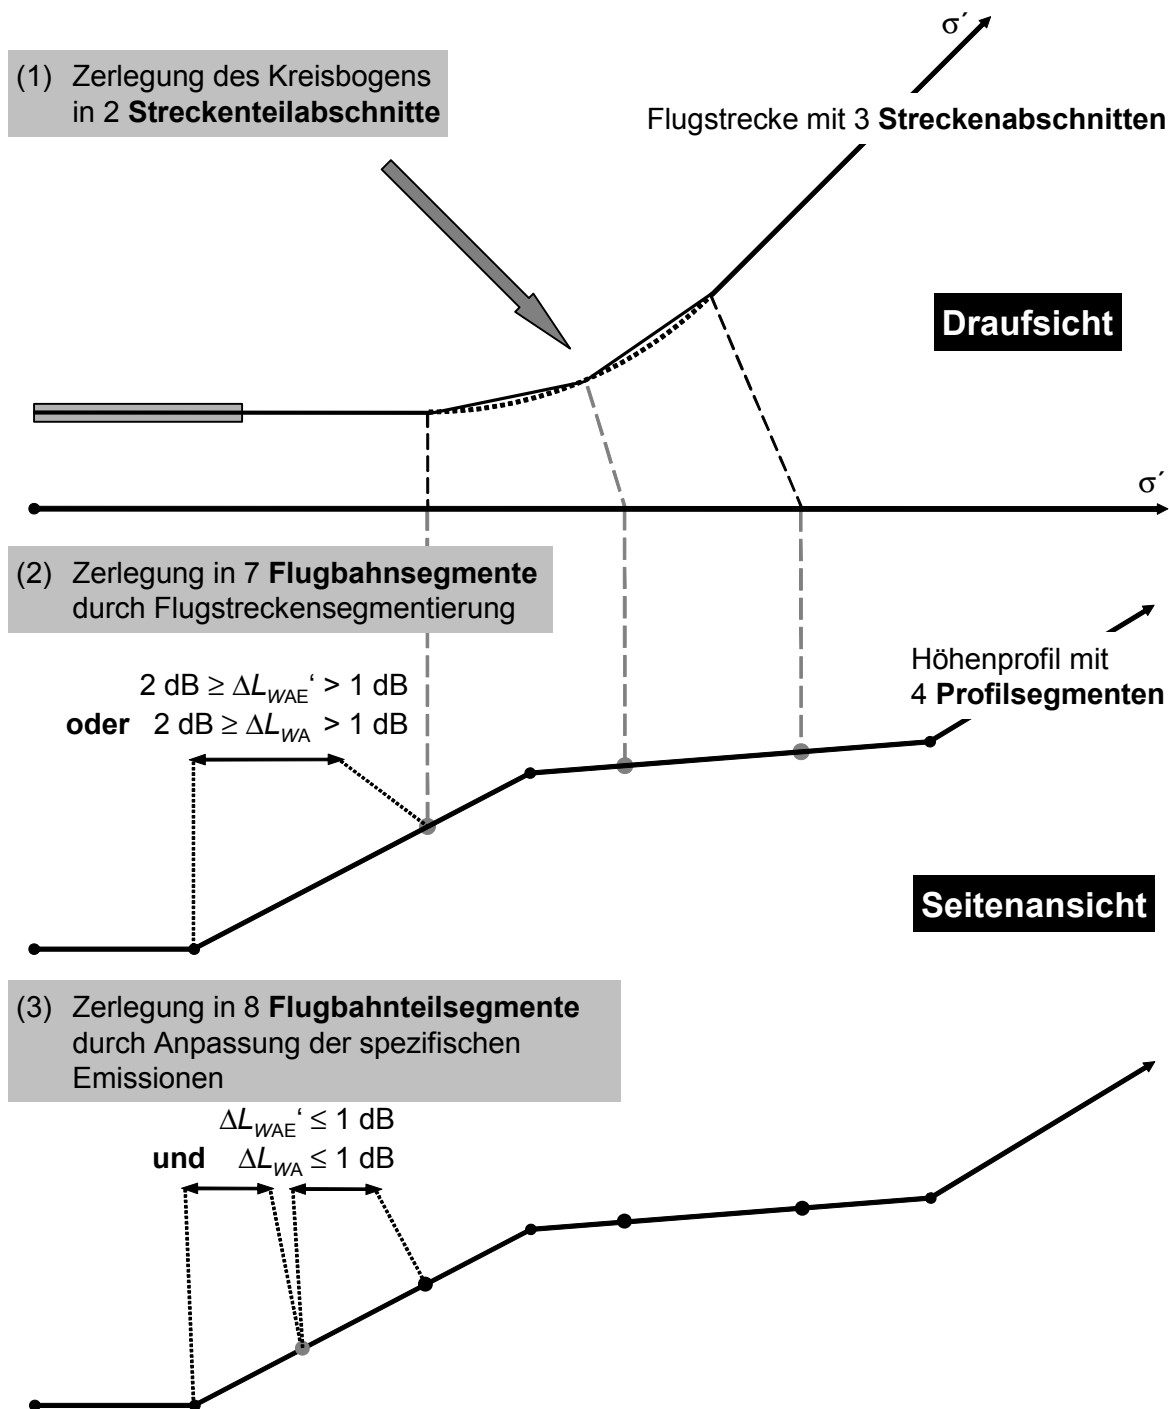 σ´
(1) Zerlegung des Kreisbogens
in 2 Streckenteilabschnitte
Flugstrecke mit 3 Streckenabschnitten
Draufsicht
σ´
(2) Zerlegung in 7 Flugbahnsegmente
durch Flugstreckensegmentierung
Höhenprofil mit
4 Profilsegmenten
2 dB ≥ ΔL_WAE‘ > 1 dB
oder 2 dB ≥ ΔL_WA > 1 dB
Seitenansicht
(3) Zerlegung in 8 Flugbahnteilsegmente
durch Anpassung der spezifischen
Emissionen
ΔL_WAE‘ ≤ 1 dB
und ΔL_WA ≤ 1 dB